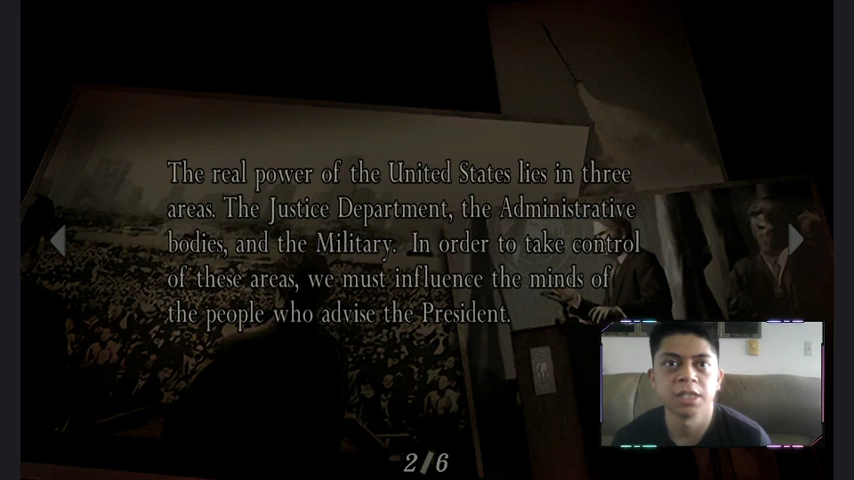 The real power of the United States lies in three
areas. The Justice Department, the Administrative
bodies, and the Military. In order to take control
of these areas, we must influence the minds of
the people who advise the President.
2/6